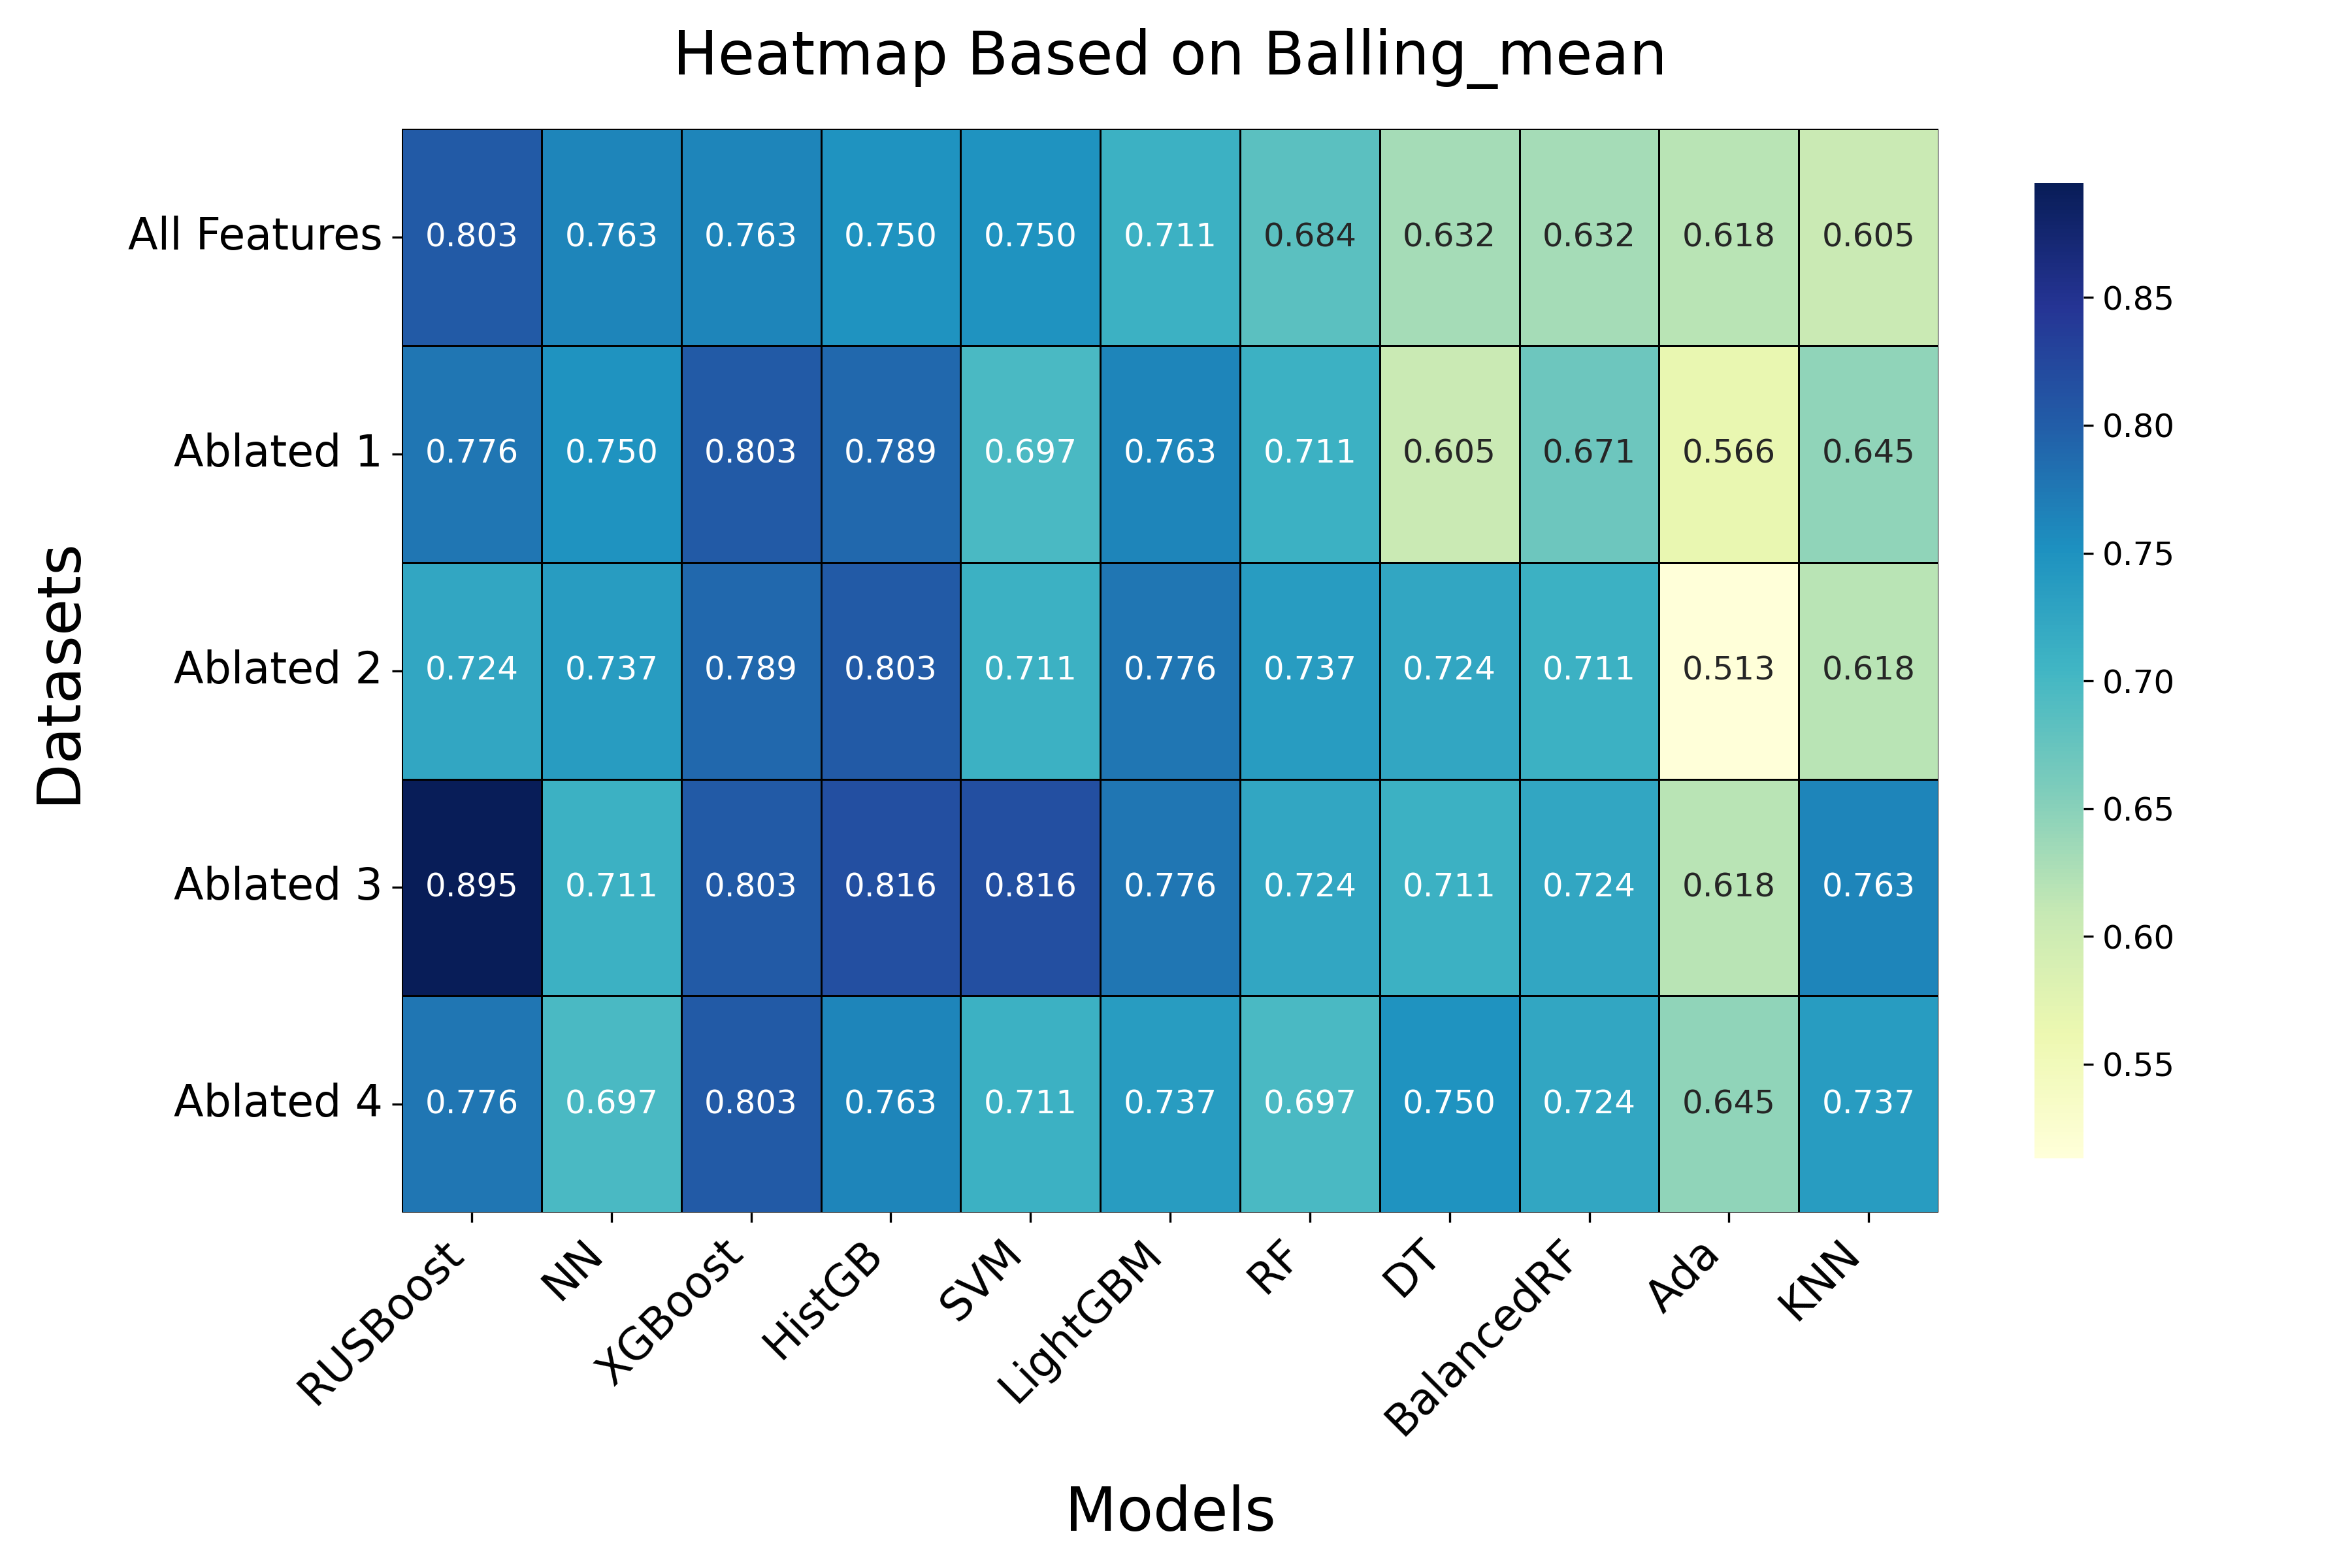 Heatmap Based on Balling_mean
Datasets
All Features 0.803 0.763 0.763 0.750 0.750 0.711 0.684 0.632 0.632 0.618 0.605
Ablated 1 0.776 0.750 0.803 0.789 0.697 0.763 0.711 0.605 0.671 0.566 0.645
Ablated 2 0.724 0.737 0.789 0.803 0.711 0.776 0.737 0.724 0.711 0.513 0.618
Ablated 3 0.895 0.711 0.803 0.816 0.816 0.776 0.724 0.711 0.724 0.618 0.763
Ablated 4 0.776 0.697 0.803 0.763 0.711 0.737 0.697 0.750 0.724 0.645 0.737
RUSBoost NN XGBoost HistGB SVM LightGBM RF DT BalancedRF Ada KNN
Models
0.85
0.80
0.75
0.70
0.65
0.60
0.55